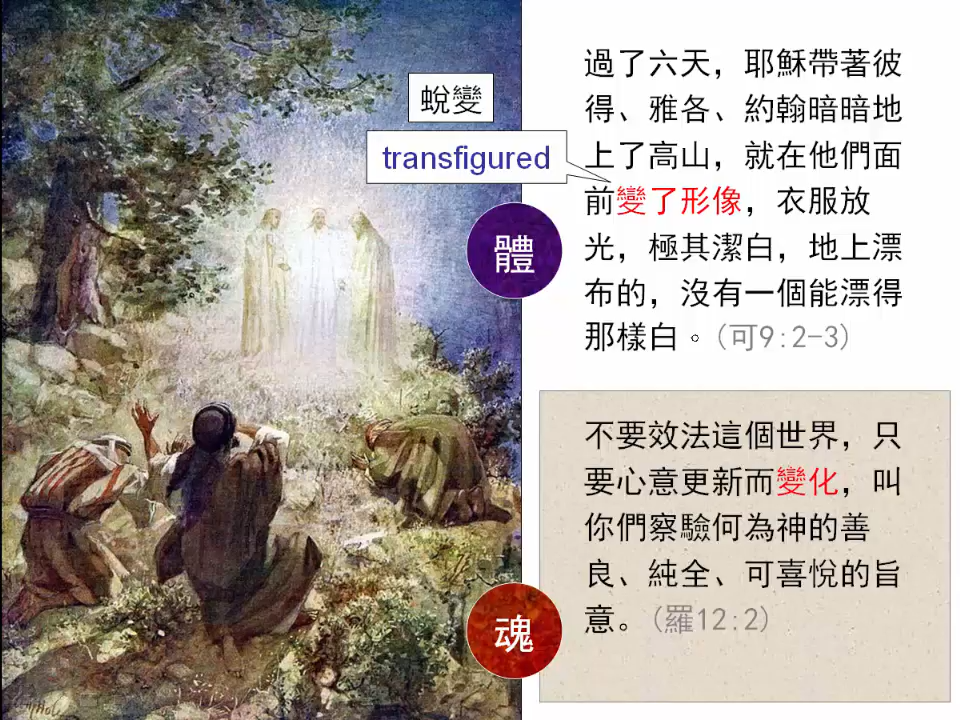 蛻變
transfigured
過了六天，耶穌帶著彼
得、雅各、約翰暗暗地
上了高山，就在他們面
前變了形像，衣服放
光，極其潔白，地上漂
布的，沒有一個能漂得
那樣白。(可9:2-3)
體
不要效法這個世界，只
要心意更新而變化，叫
你們察驗何為神的善
良、純全、可喜悅的旨
意。(羅12:2)
魂